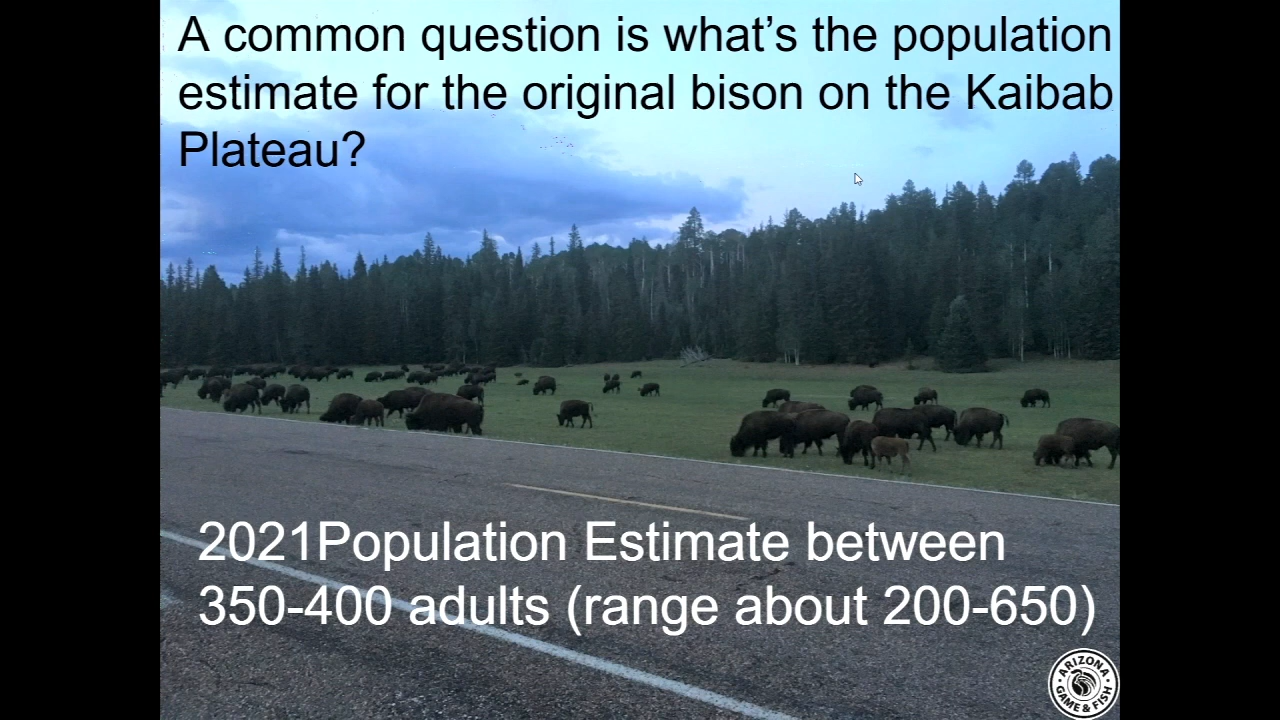 A common question is what's the population
estimate for the original bison on the Kaibab
Plateau?
2021Population Estimate between
350-400 adults (range about 200-650)
ARIZONA
GAME & FISH